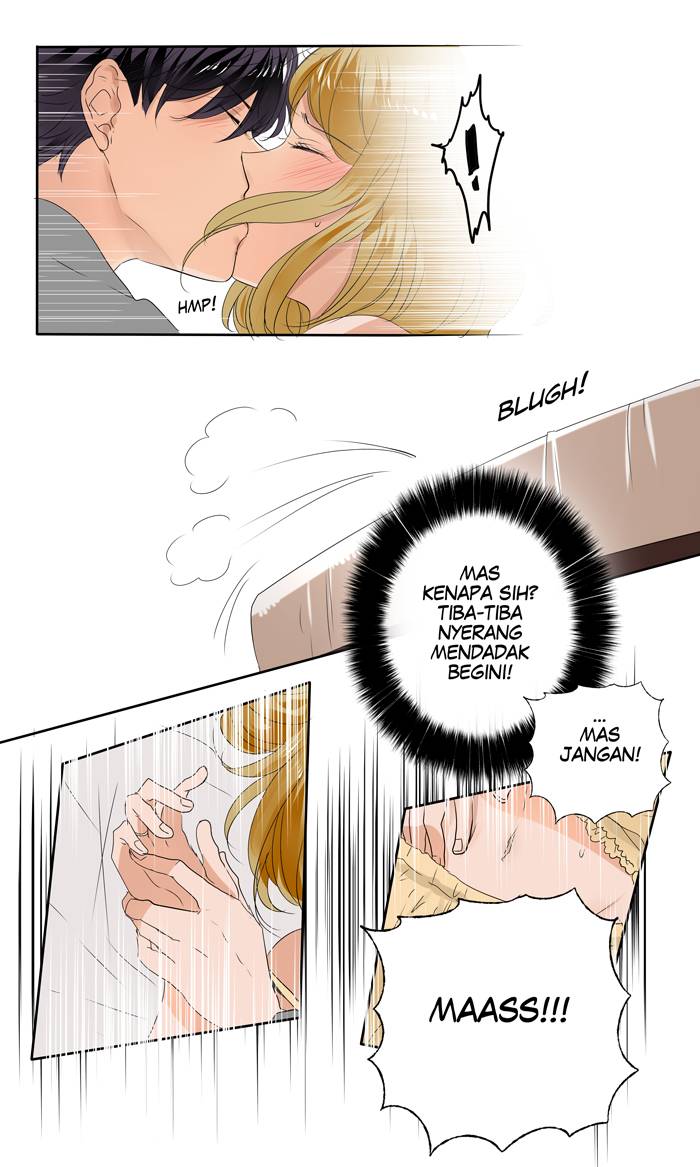 !
HMP!
BLUGH!
MAS
KENAPA SIH?
TIBA-TIBA
NYERANG
MENDADAK
BEGINI!
...
MAS
JANGAN!
MAASS!!!